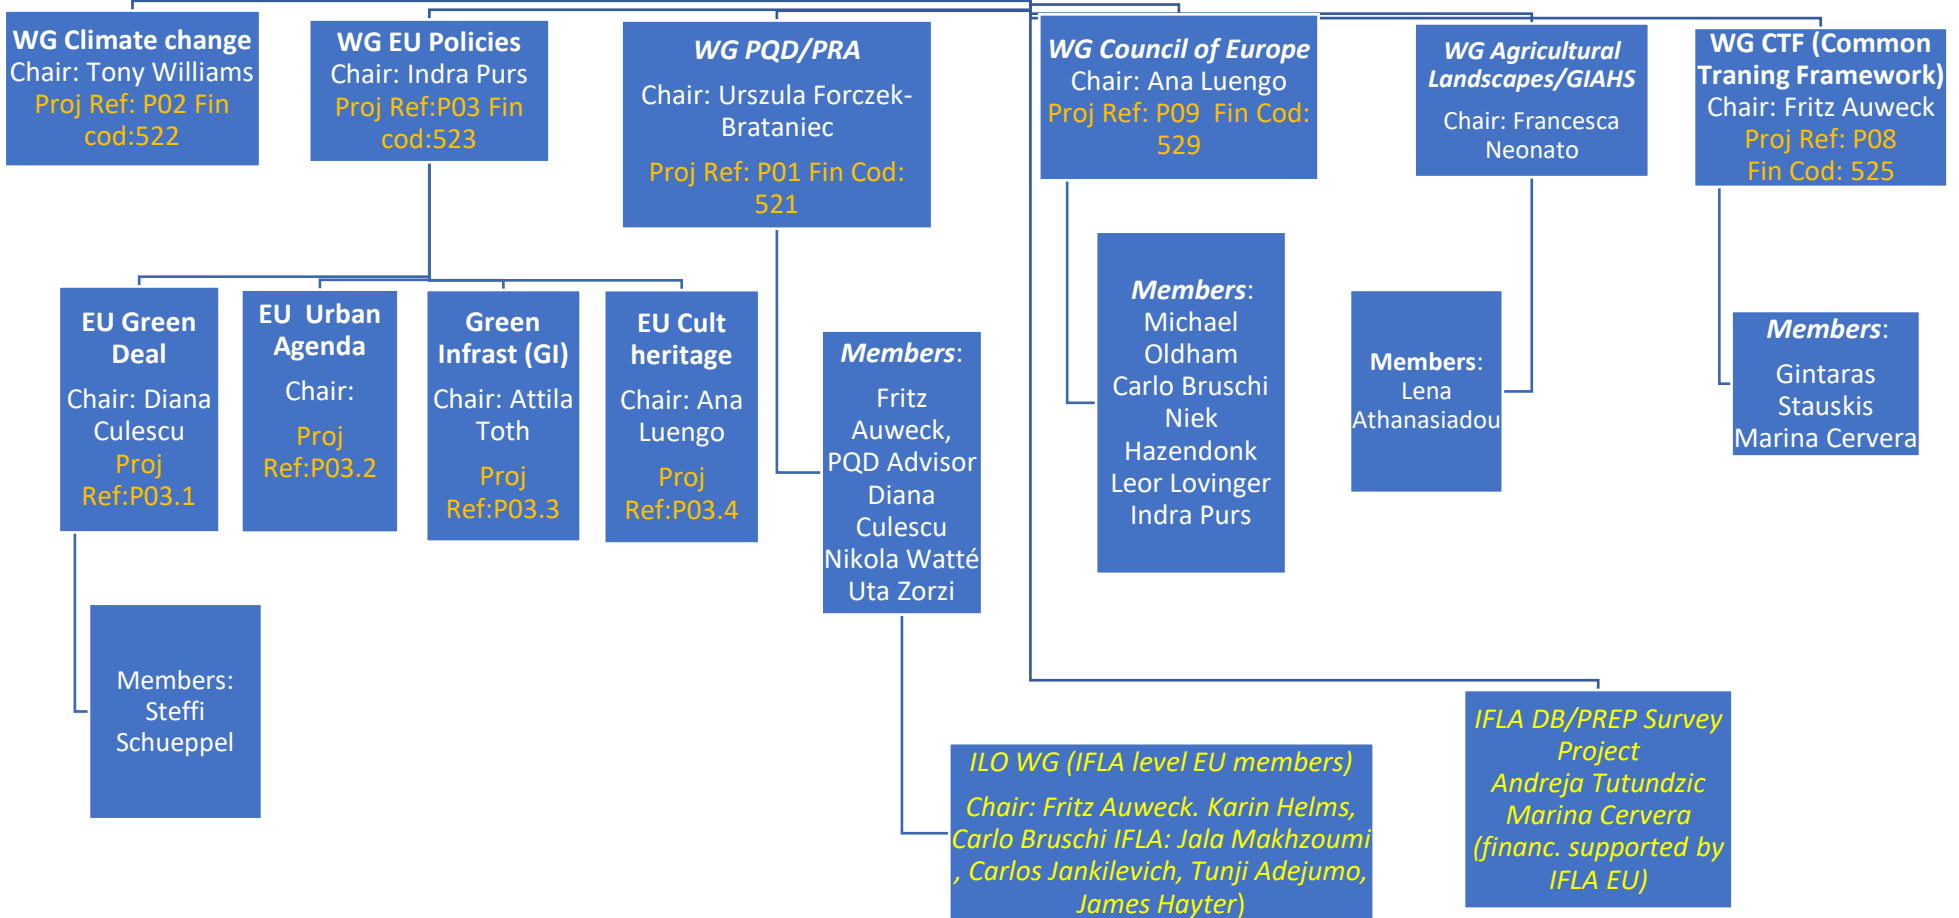 WG Climate change
Chair: Tony Williams
Proj Ref: P02 Fin
cod:522
WG EU Policies
Chair: Indra Purs
Proj Ref:P03 Fin
cod:523
WG PQD/PRA
Chair: Urszula Forczek-
Brataniec
Proj Ref: P01 Fin Cod:
521
WG Council of Europe
Chair: Ana Luengo
Proj Ref: P09  Fin Cod:
529
WG Agricultural
Landscapes/GIAHS
Chair: Francesca
Neonato
WG CTF (Common
Traning Framework)
Chair: Fritz Auweck
Proj Ref: P08
Fin Cod: 525
EU Green
Deal
Chair: Diana
Culescu
Proj
Ref:P03.1
EU  Urban
Agenda
Chair:
Proj
Ref:P03.2
Green
Infrast (GI)
Chair: Attila
Toth
Proj
Ref:P03.3
EU Cult
heritage
Chair: Ana
Luengo
Proj
Ref:P03.4
Members:
Fritz
Auweck,
PQD Advisor
Diana
Culescu
Nikola Watté
Uta Zorzi
Members:
Michael
Oldham
Carlo Bruschi
Niek
Hazendonk
Leor Lovinger
Indra Purs
Members:
Lena
Athanasiadou
Members:
Gintaras
Stauskis
Marina Cervera
Members:
Steffi
Schueppel
ILO WG (IFLA level EU members)
Chair: Fritz Auweck. Karin Helms,
Carlo Bruschi IFLA: Jala Makhzoumi
, Carlos Jankilevich, Tunji Adejumo,
James Hayter)
IFLA DB/PREP Survey
Project
Andreja Tutundzic
Marina Cervera
(financ. supported by
IFLA EU)